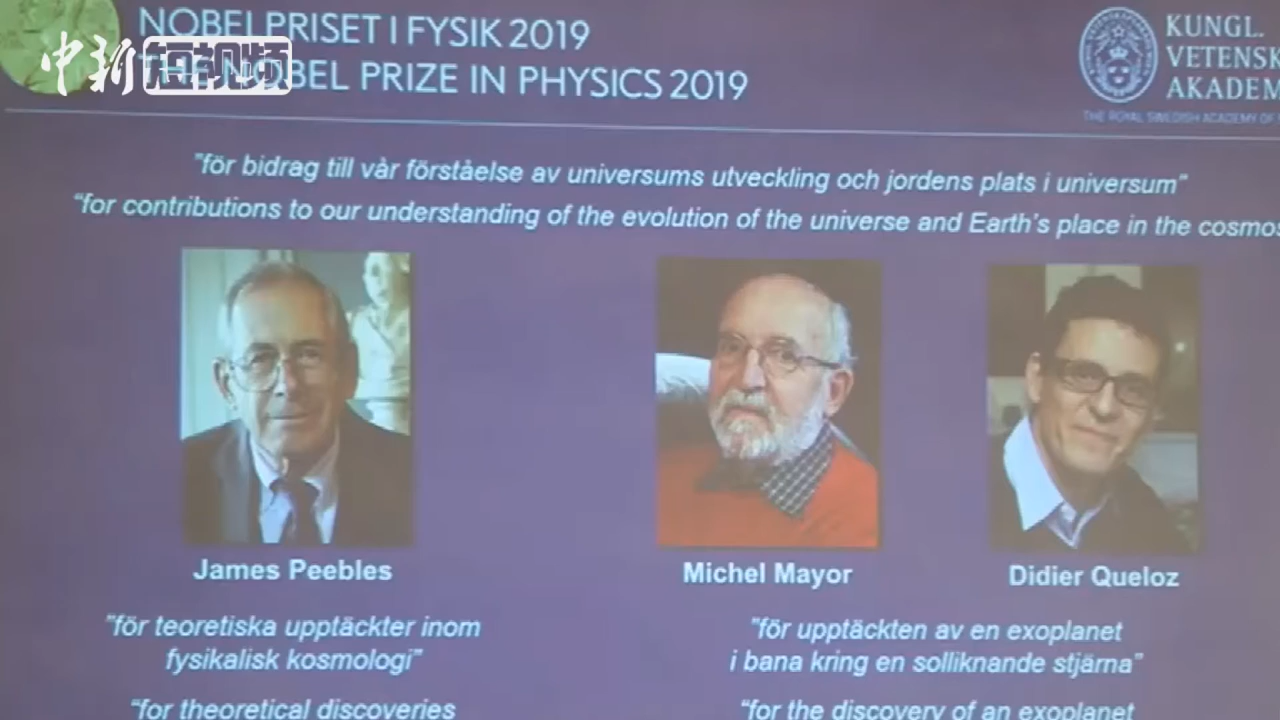 NOBELPRISET I FYSIK 2019
中新 短视频
THE NOBEL PRIZE IN PHYSICS 2019
KUNGL.
VETENSK
AKADEM
THE ROYAL SWEDISH ACADEMY OF
"för bidrag till vår förståelse av universums utveckling och jordens plats i universum"
"for contributions to our understanding of the evolution of the universe and Earth's place in the cosmos
James Peebles
Michel Mayor
Didier Queloz
"för teoretiska upptäckter inom
fysikalisk kosmologi"
"för upptäckten av en exoplanet
i bana kring en solliknande stjärna"
"for theoretical discoveries
"for the discovery of an exoplanet